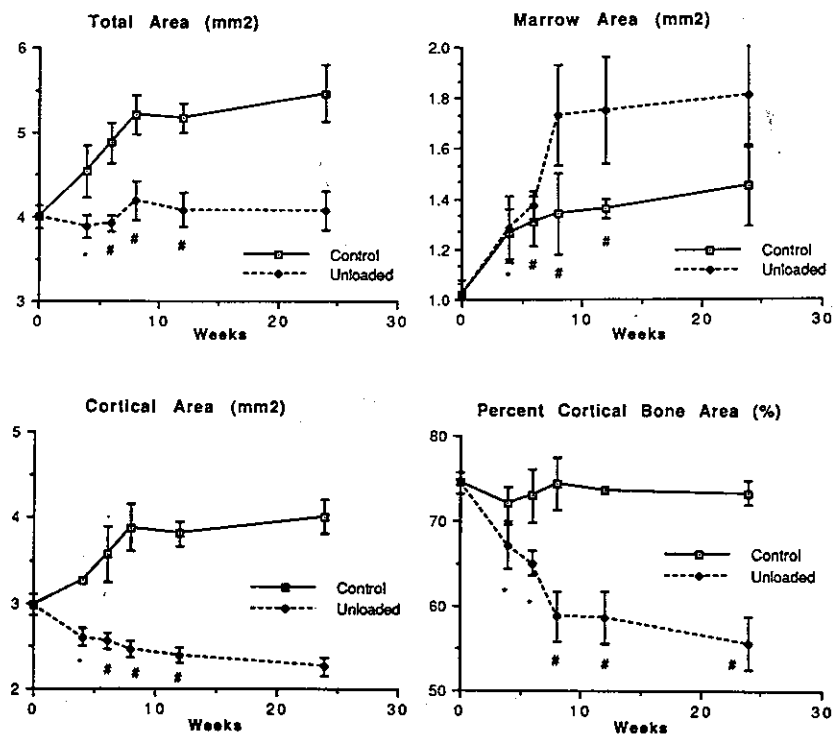 Total Area (mm2)
6
5
4
3
0
10
20
30
Weeks
* # # #
Control
Unloaded
Marrow Area (mm2)
2.0
1.8
1.6
1.4
1.2
1.0
0
10
20
30
Weeks
* # # #
Control
Unloaded
Cortical Area (mm2)
5
4
3
2
0
10
20
30
Weeks
* # # #
Control
Unloaded
Percent Cortical Bone Area (%)
80
70
60
50
0
10
20
30
Weeks
* * # # #
Control
Unloaded